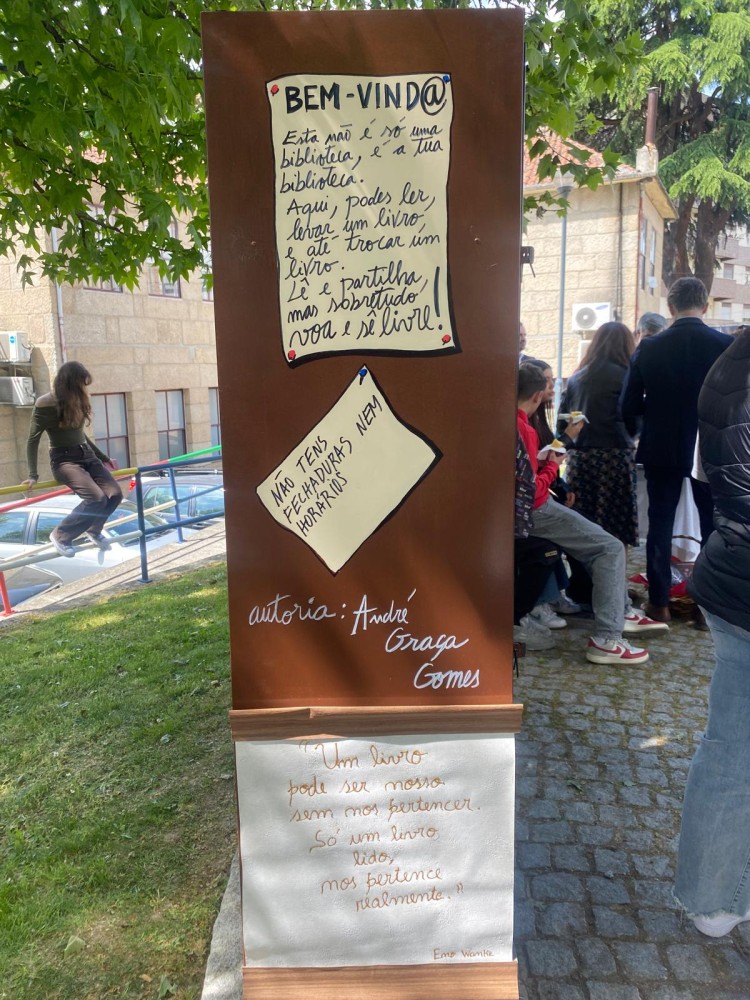 BEM-VIND@
Esta não é só uma
biblioteca, é a tua
biblioteca.
Aqui, podes ler,
levar um livro
e até trocar um
livro.
Lê e partilha,
mas sobretudo,
voa e sê livre!
NÃO TENS
FECHADURAS NEM
HORÁRIOS
autoria: André
Graça
Gomes
"Um livro
pode ser nosso
sem nos pertencer.
Só um livro
lido,
nos pertence
realmente."
Eno Wanke